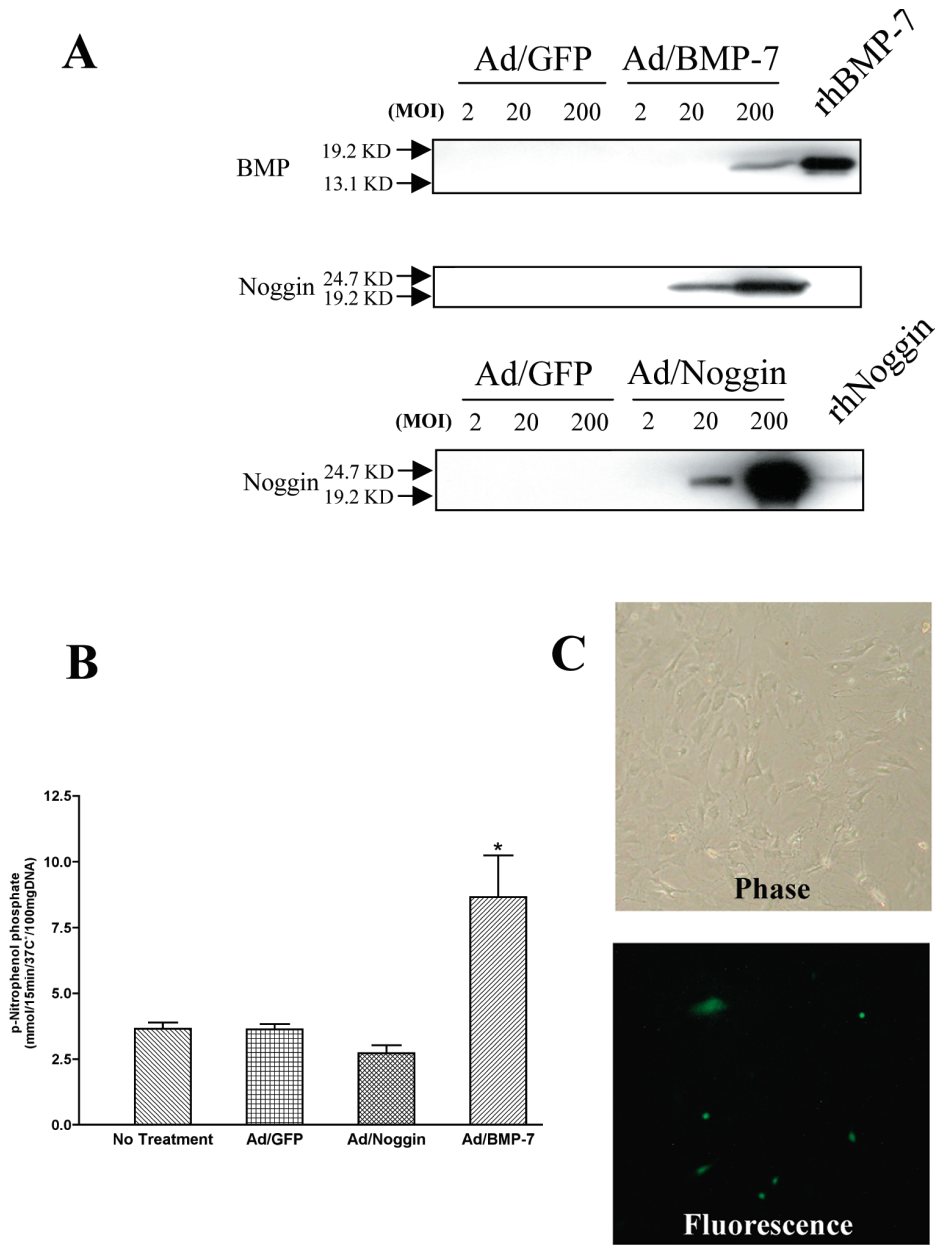 A
Ad/GFP Ad/BMP-7 rhBMP-7
(MOI) 2 20 200 2 20 200
BMP
19.2 KD
13.1 KD
Noggin
24.7 KD
19.2 KD
Ad/GFP Ad/Noggin rhNoggin
(MOI) 2 20 200 2 20 200
Noggin
24.7 KD
19.2 KD
B
p-Nitrophenol phosphate
(mmol/15min/37C°/100mgDNA)
12.5
10.0
7.5
5.0
2.5
0.0
*
No Treatment Ad/GFP Ad/Noggin Ad/BMP-7
C
Phase
Fluorescence